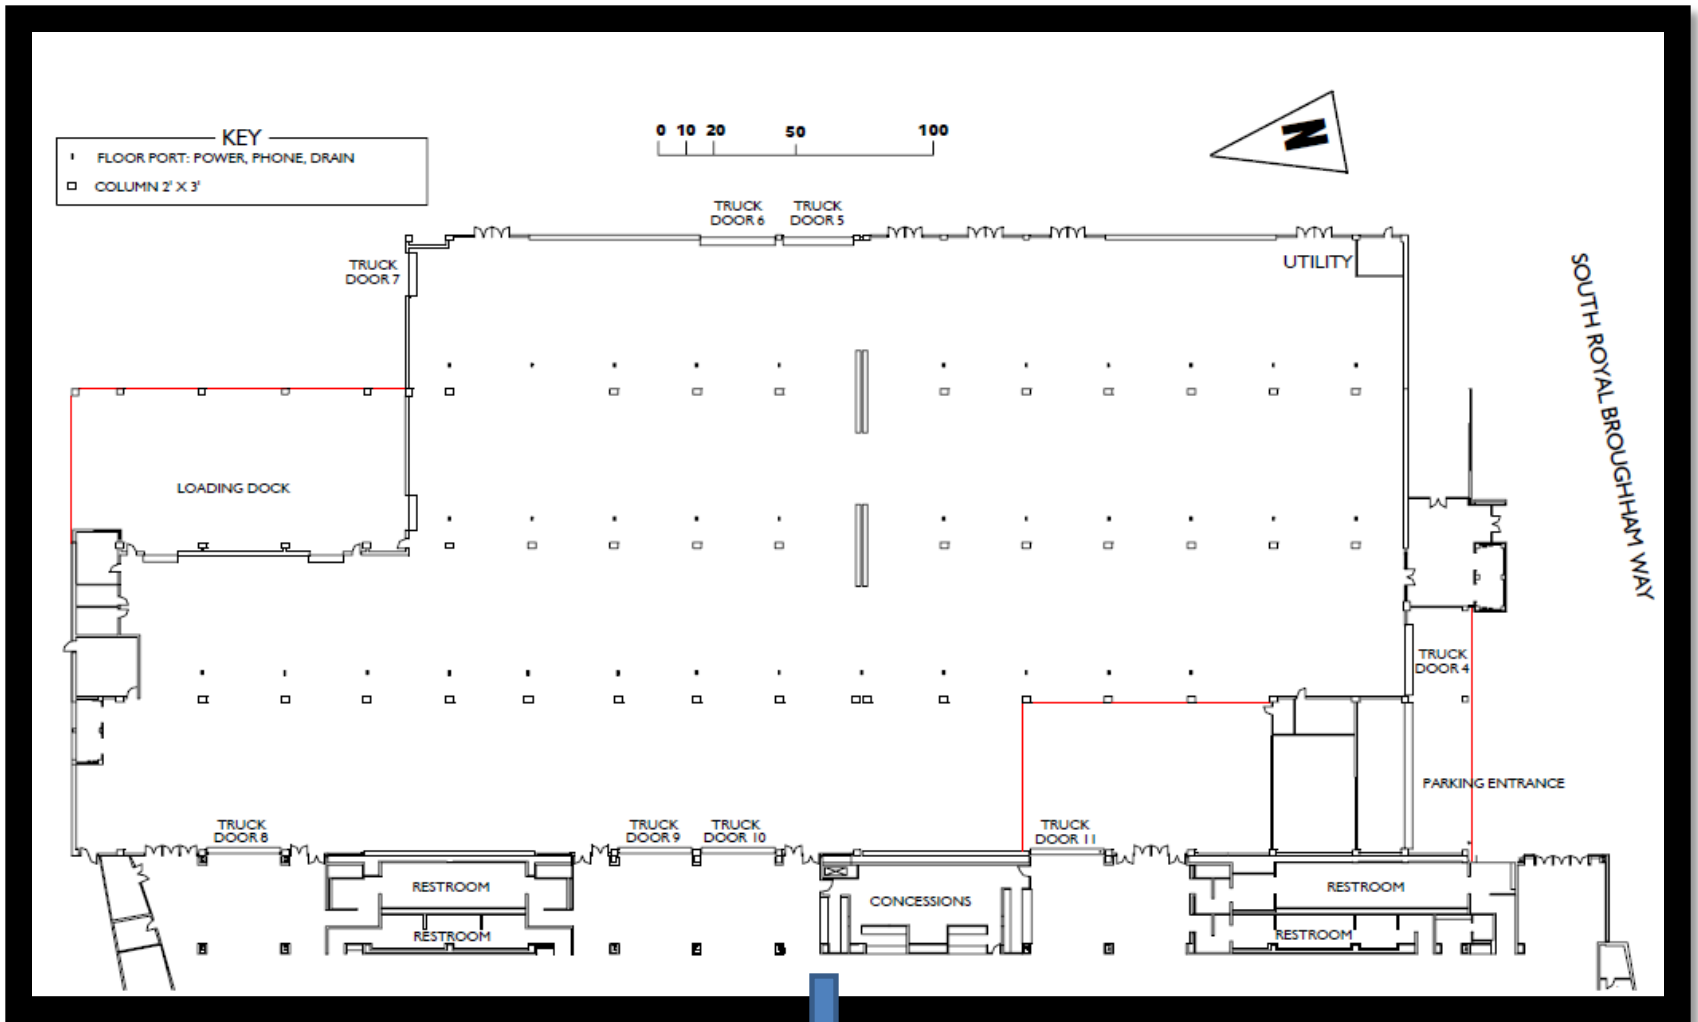 KEY
FLOOR PORT: POWER, PHONE, DRAIN
COLUMN 2' X 3'
0 10 20 50 100
N
TRUCK
DOOR 6
TRUCK
DOOR 5
TRUCK
DOOR 7
UTILITY
SOUTH ROYAL BROUGHHAM WAY
LOADING DOCK
TRUCK
DOOR 4
PARKING ENTRANCE
TRUCK
DOOR 8
TRUCK
DOOR 9
TRUCK
DOOR 10
TRUCK
DOOR 11
RESTROOM
RESTROOM
CONCESSIONS
RESTROOM
RESTROOM